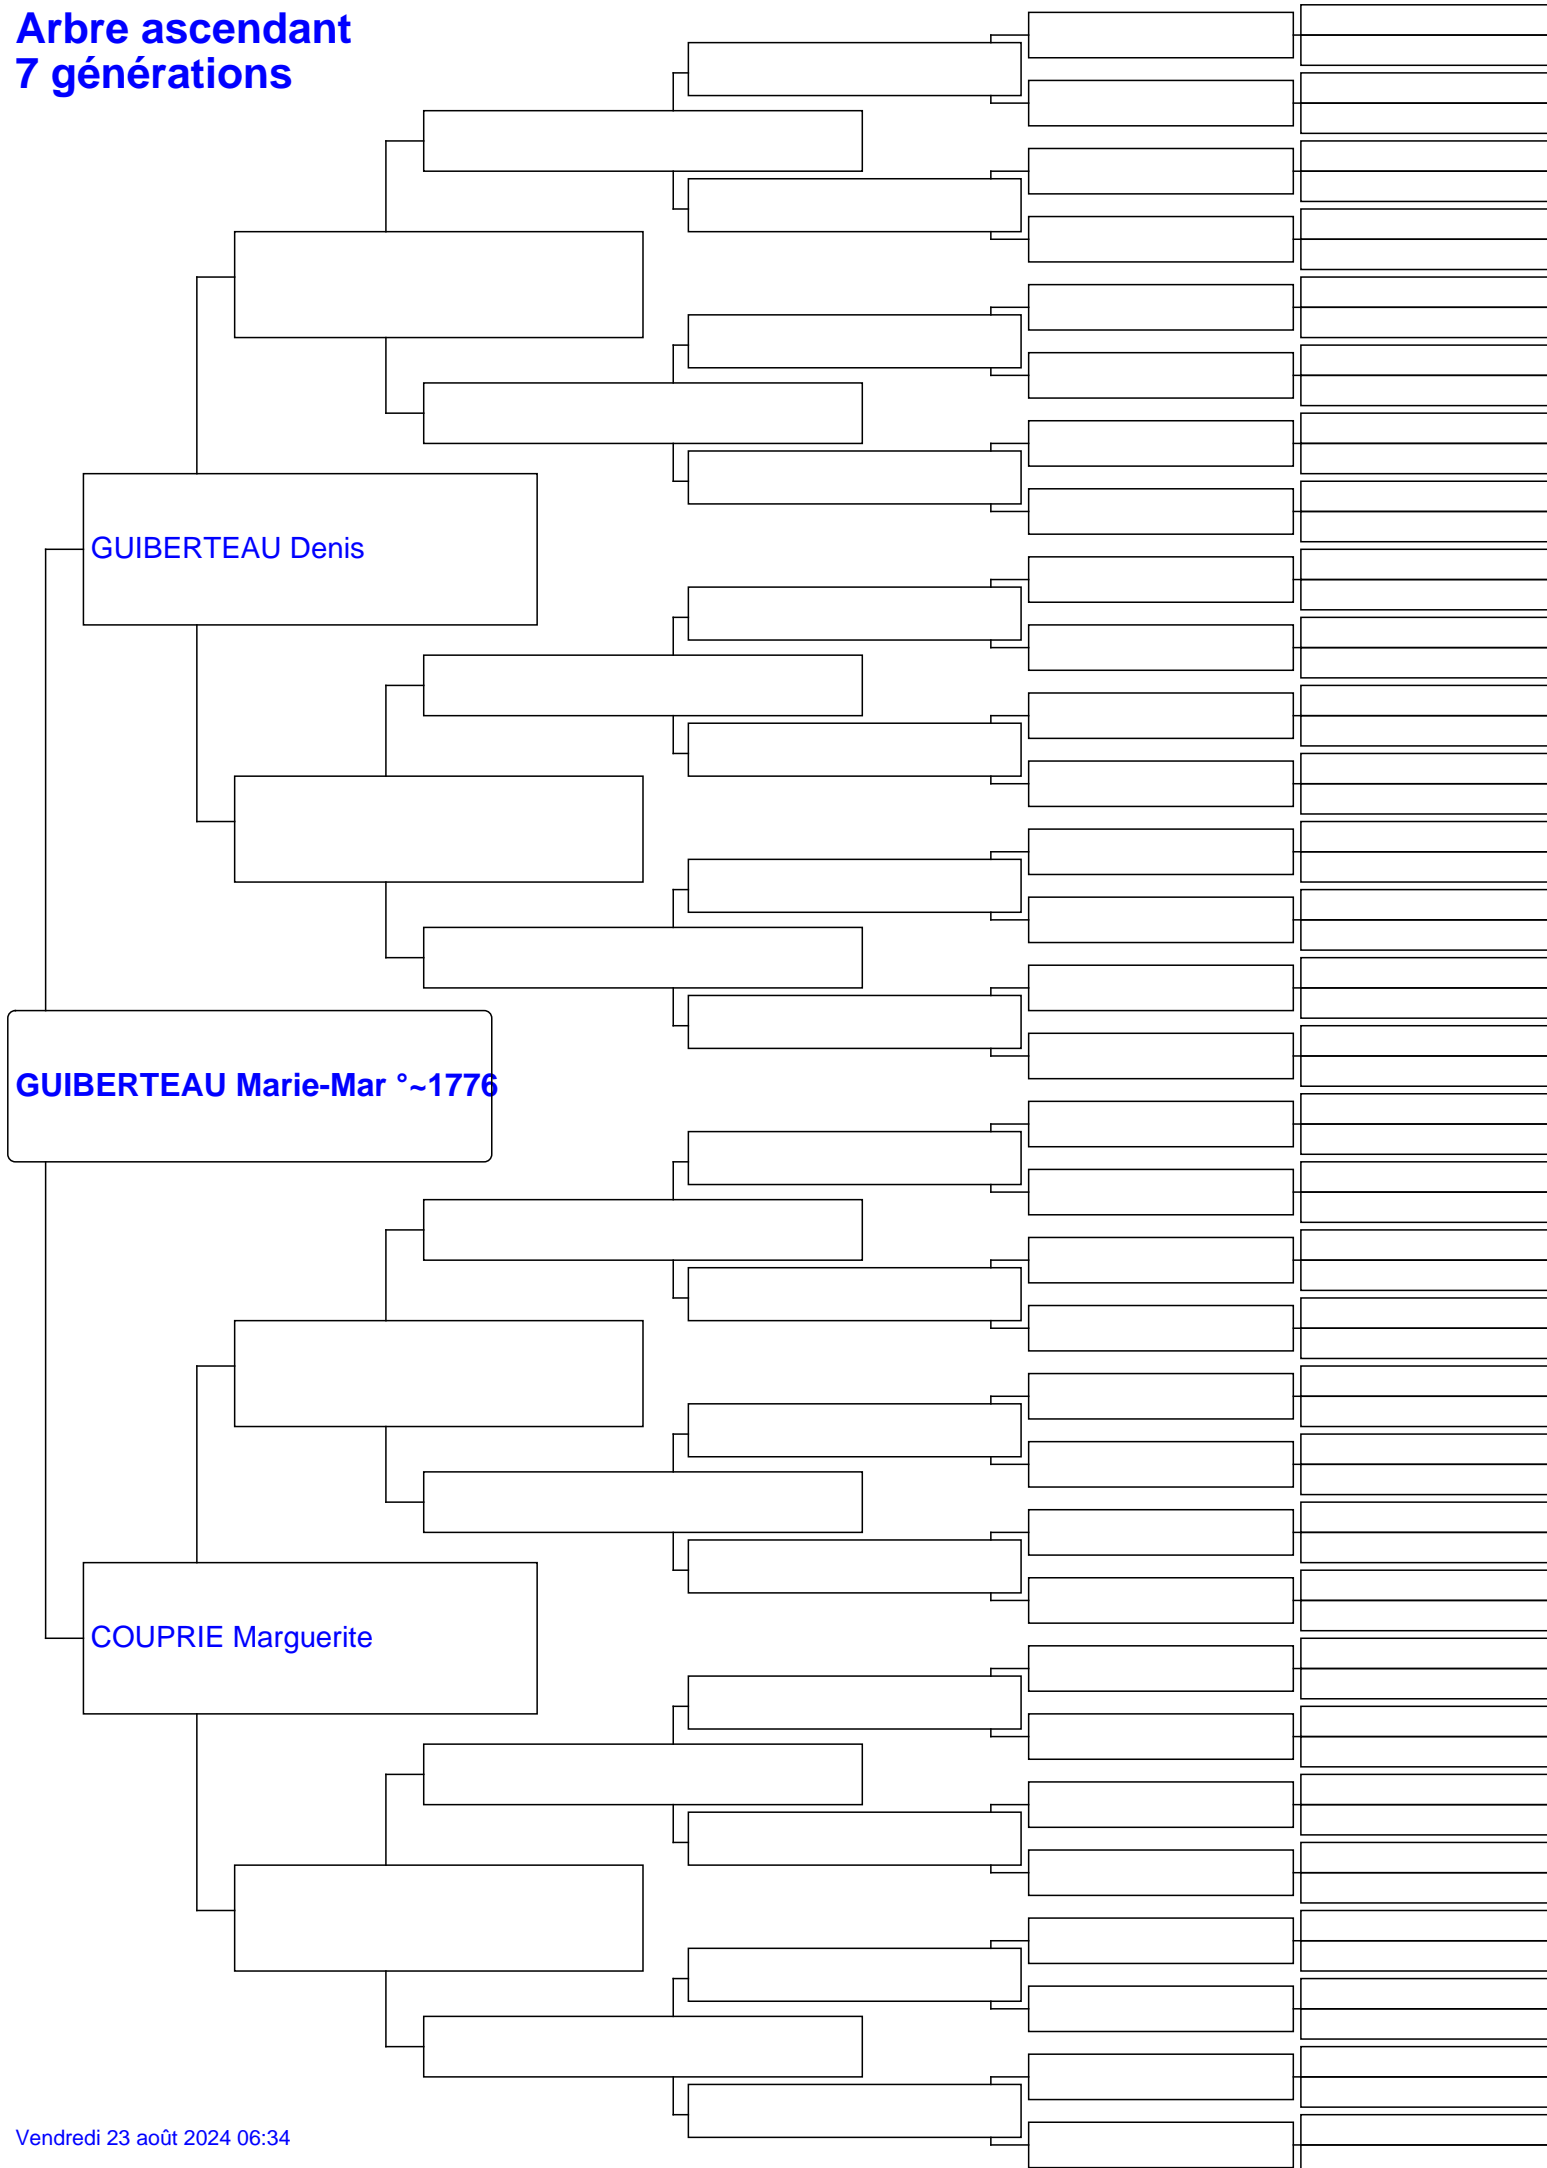 Arbre ascendant
7 générations
GUIBERTEAU Denis
GUIBERTEAU Marie-Mar °~1776
COUPRIE Marguerite
Vendredi 23 août 2024 06:34